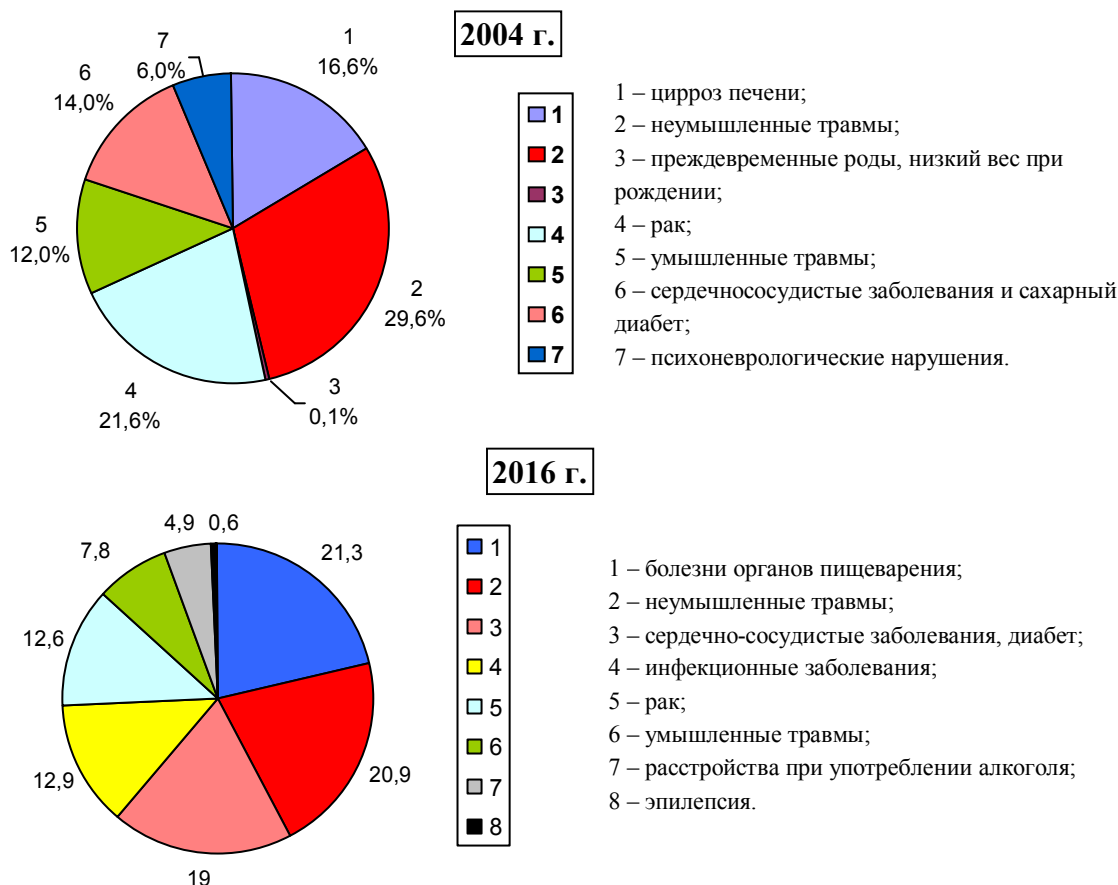 2004 г.
1
16,6%
2
29,6%
3
0,1%
4
21,6%
5
12,0%
6
14,0%
7
6,0%
1
2
3
4
5
6
7
1 – цирроз печени;
2 – неумышленные травмы;
3 – преждевременные роды, низкий вес при
рождении;
4 – рак;
5 – умышленные травмы;
6 – сердечнососудистые заболевания и сахарный
диабет;
7 – психоневрологические нарушения.
2016 г.
21,3
20,9
19
12,9
12,6
7,8
4,9
0,6
1
2
3
4
5
6
7
8
1 – болезни органов пищеварения;
2 – неумышленные травмы;
3 – сердечно-сосудистые заболевания, диабет;
4 – инфекционные заболевания;
5 – рак;
6 – умышленные травмы;
7 – расстройства при употреблении алкоголя;
8 – эпилепсия.